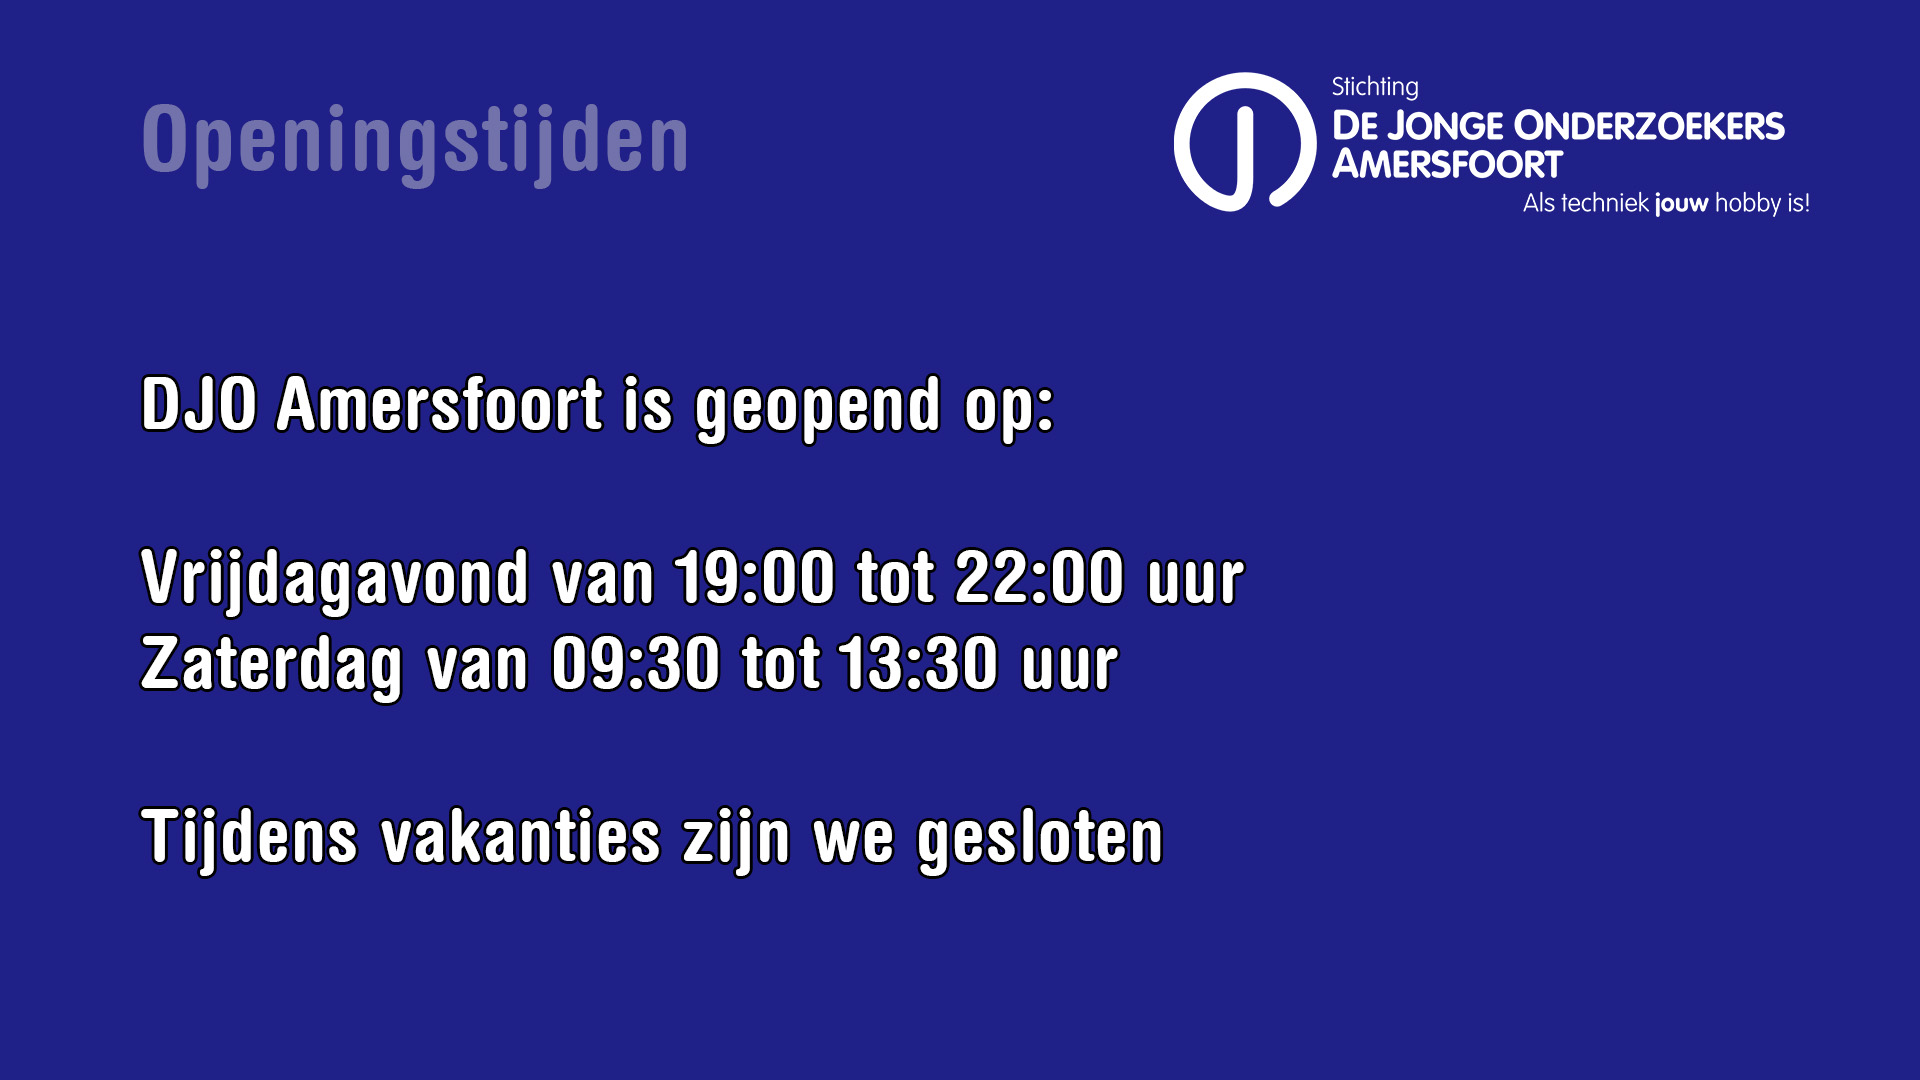 Openingstijden
Stichting
DE JONGE ONDERZOEKERS
AMERSFOORT
Als techniek jouw hobby is!
DJO Amersfoort is geopend op:
Vrijdagavond van 19:00 tot 22:00 uur
Zaterdag van 09:30 tot 13:30 uur
Tijdens vakanties zijn we gesloten